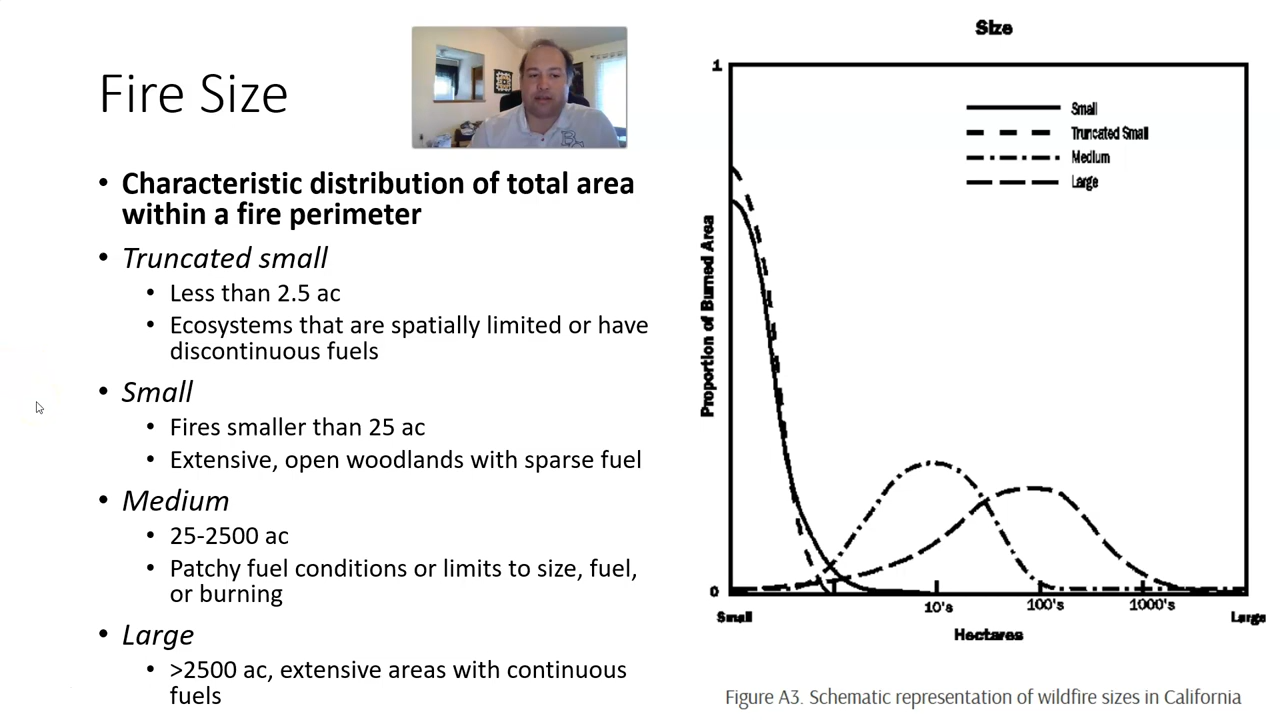 Fire Size
• Characteristic distribution of total area
within a fire perimeter
• Truncated small
• Less than 2.5 ac
• Ecosystems that are spatially limited or have
discontinuous fuels
• Small
• Fires smaller than 25 ac
• Extensive, open woodlands with sparse fuel
• Medium
• 25-2500 ac
• Patchy fuel conditions or limits to size, fuel,
or burning
• Large
• >2500 ac, extensive areas with continuous
fuels
Size
1
Small
Truncated Small
Medium
Large
Proportion of Burned Area
0
Small
10's
100's
1000's
Large
Hectares
Figure A3. Schematic representation of wildfire sizes in California